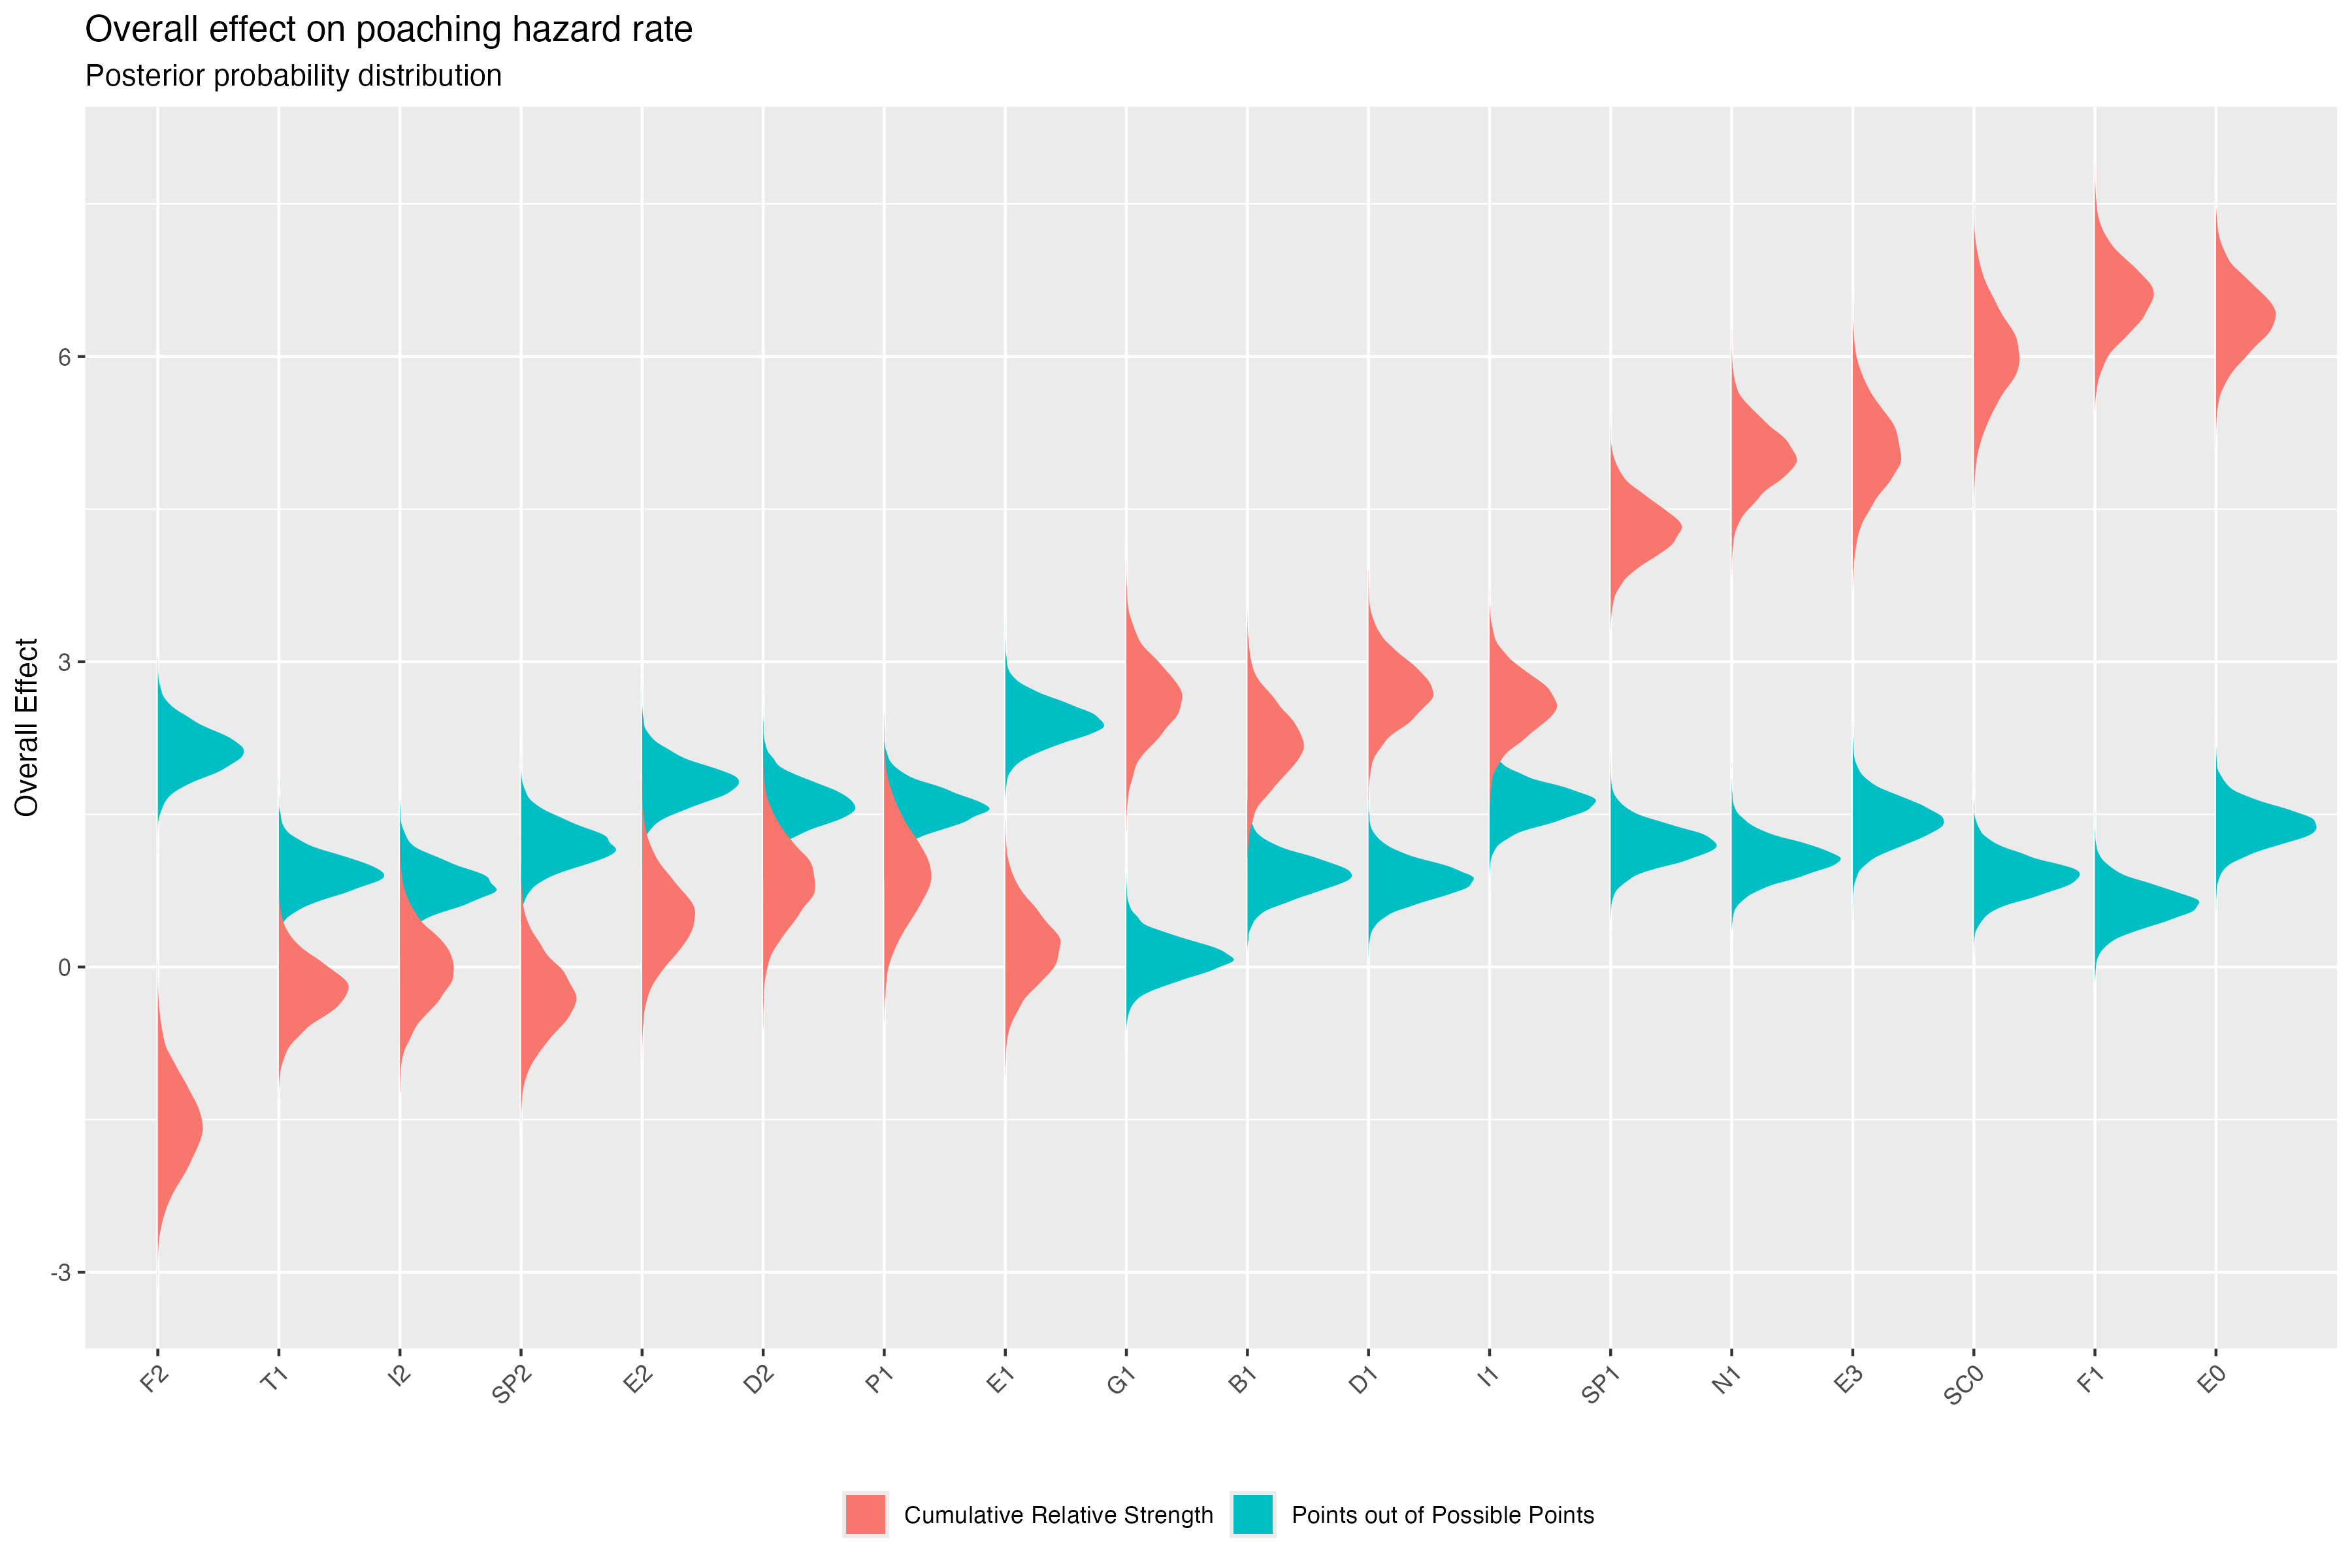 Overall effect on poaching hazard rate
Posterior probability distribution
Overall Effect
6
3
0
-3
F2 T1 I2 SP2 E2 D2 P1 E1 G1 B1 D1 I1 SP1 N1 E3 SC0 F1 E0
Cumulative Relative Strength Points out of Possible Points